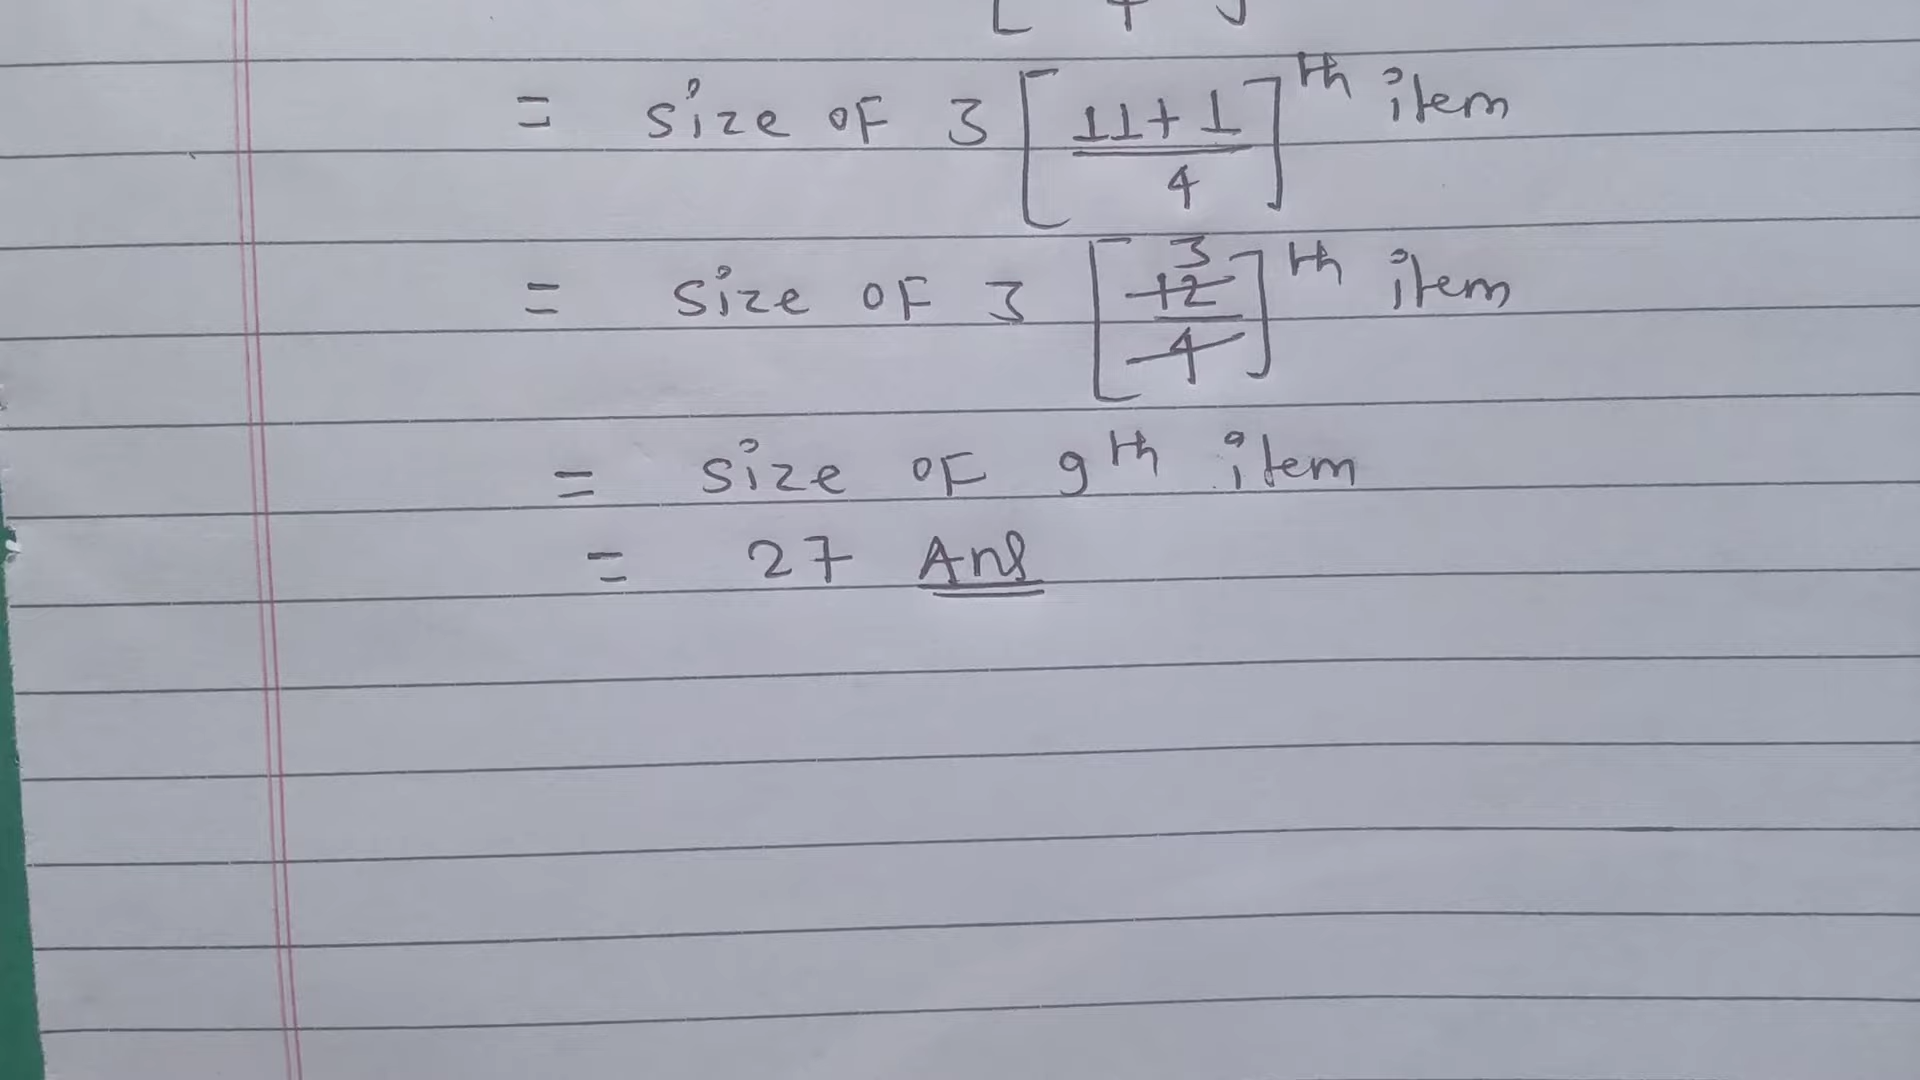 [ 4 ]
= size of 3 [ 11+1 / 4 ]th item
= size of 3 [ 3 12 / 4 ]th item
= size of 9th item
= 27 Ans